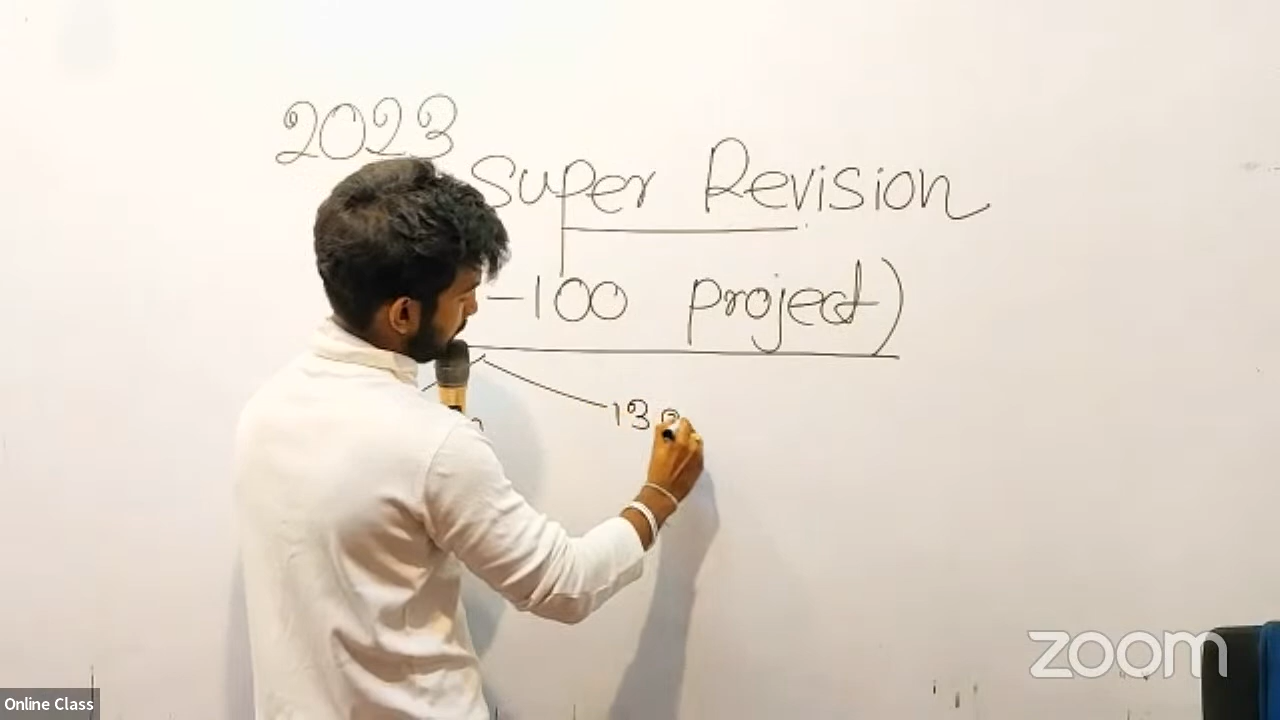 2023
Super Revision
-100 project)
13
zoom
Online Class